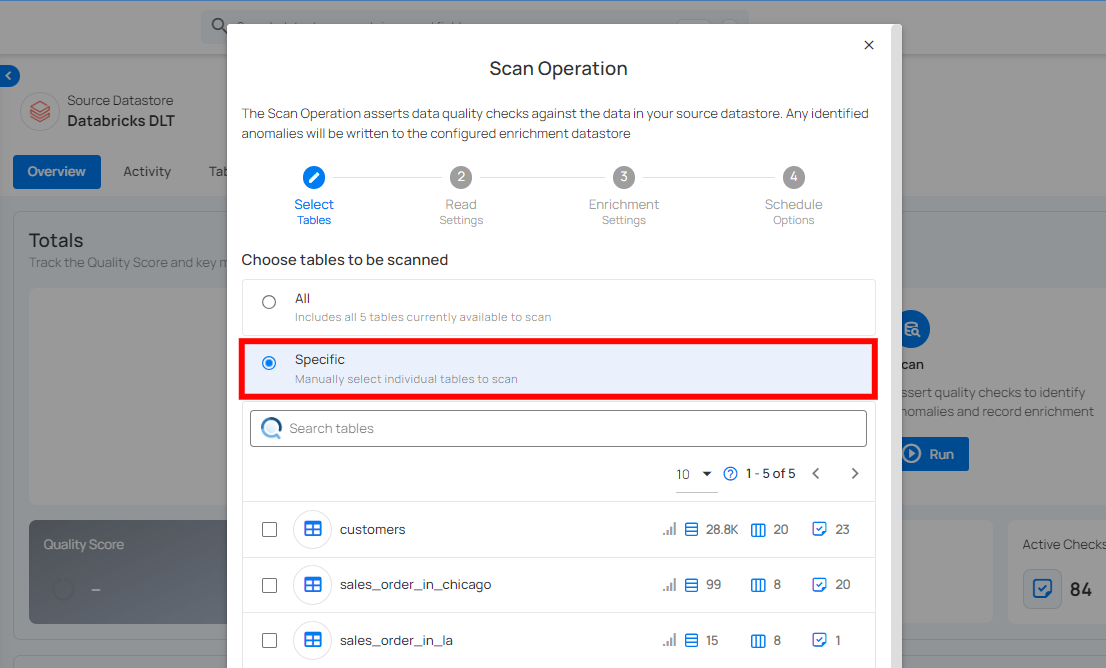 Scan Operation
The Scan Operation asserts data quality checks against the data in your source datastore. Any identified
anomalies will be written to the configured enrichment datastore
Source Datastore
Databricks DLT
Overview
Activity
Select
Tables
2
Read
Settings
3
Enrichment
Settings
4
Schedule
Options
Totals
Track the Quality Score and key
Choose tables to be scanned
All
Includes all 5 tables currently available to scan
Specific
Manually select individual tables to scan
Search tables
10
1 - 5 of 5
customers 28.8K 20 23
sales_order_in_chicago 99 8 20
sales_order_in_la 15 8 1
quality checks to identify
and record enrichment
Run
Quality Score
–
Active Checks
84